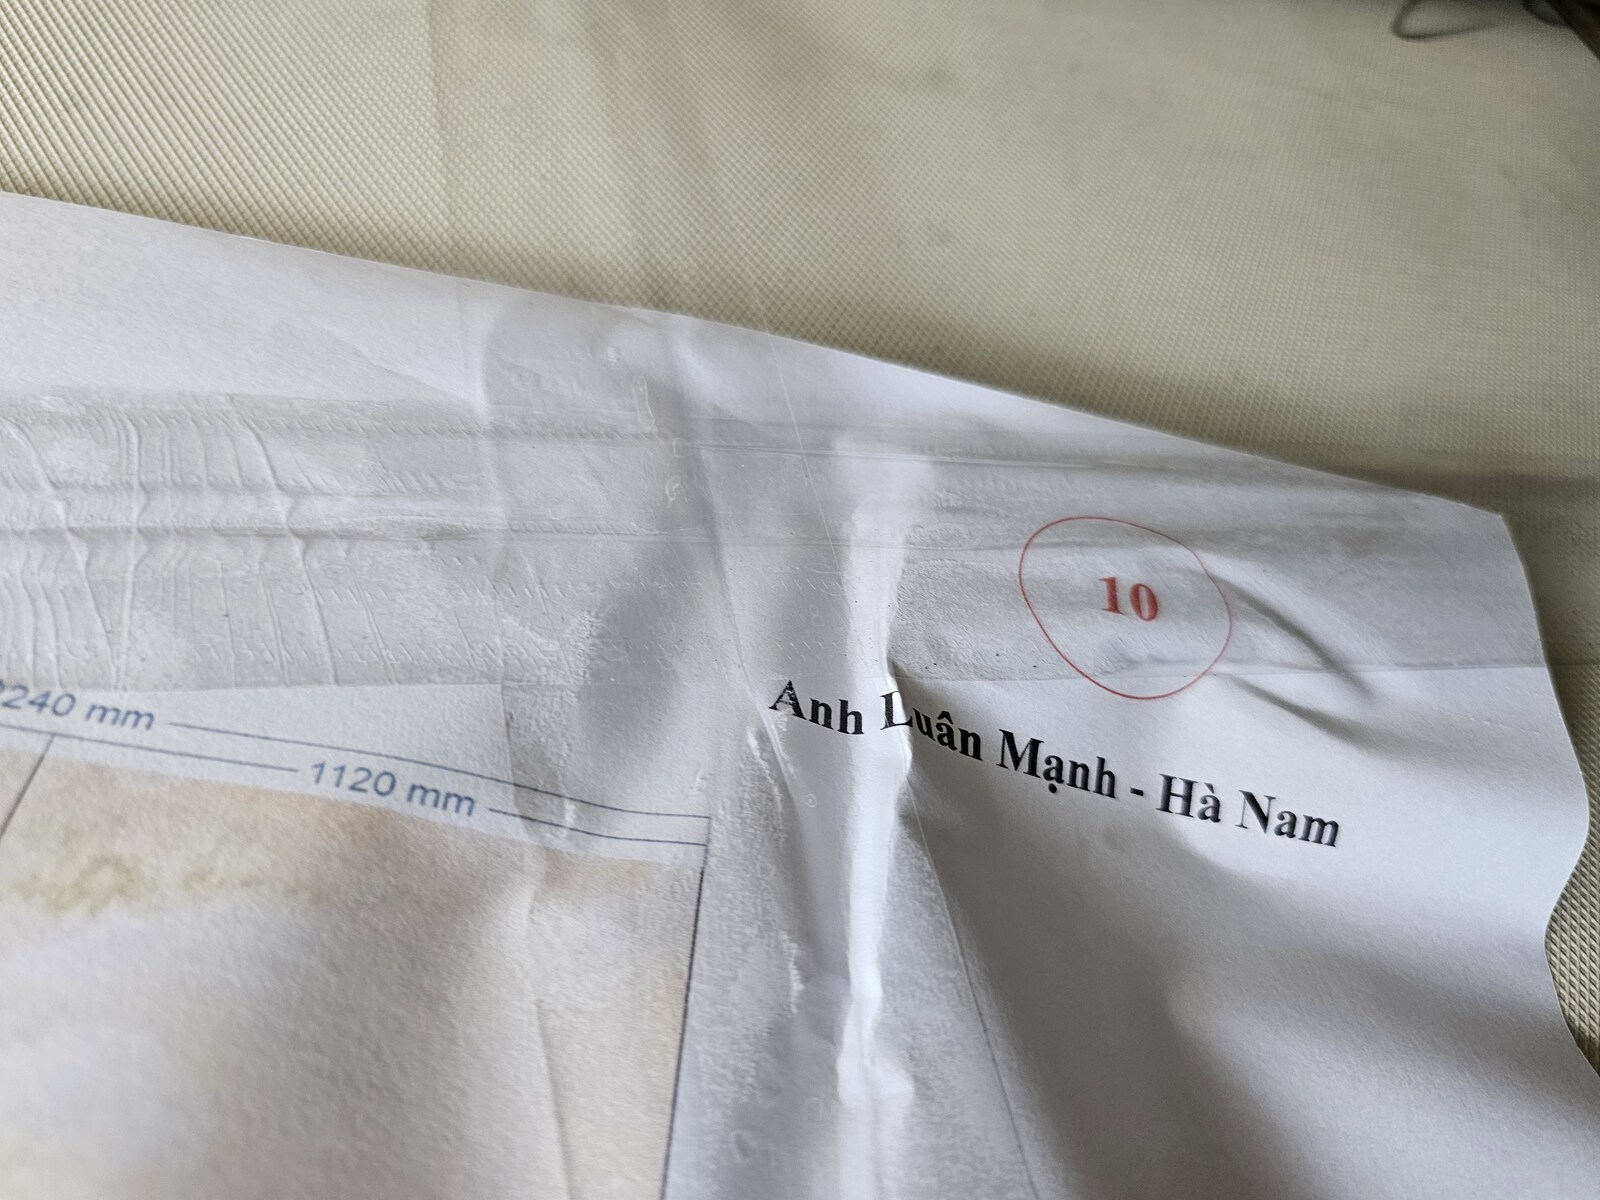 10
Anh Luân Mạnh - Hà Nam
240 mm
1120 mm